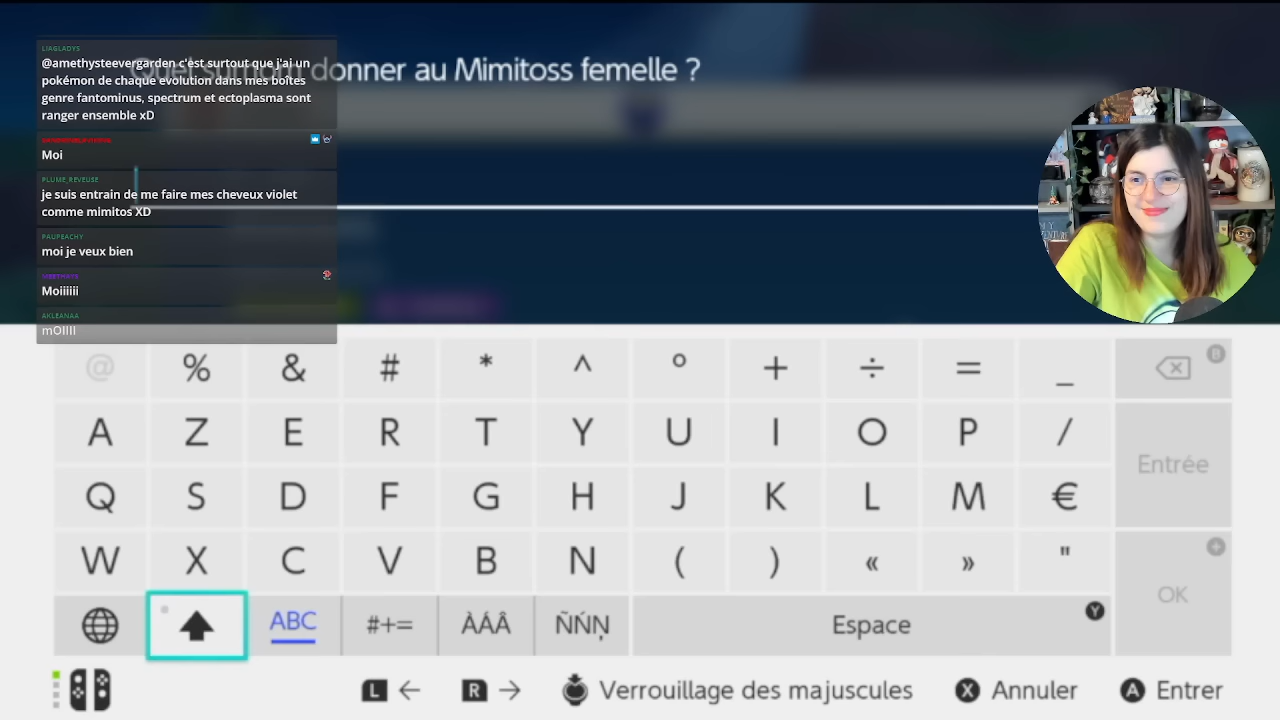 LIAGLADYS
@amethysteevergarden c'est surtout que j'ai un
pokémon de chaque évolution dans mes boîtes
genre fantominus, spectrum et ectoplasma sont
ranger ensemble xD
donner au Mimitoss femelle ?
Moi
PLUME_REVEUSE
je suis entrain de me faire mes cheveux violet
comme mimitos XD
PAUPEACHY
moi je veux bien
Moiiiiii
AKLEANAA
mOIIII
@ % & # * ^ ° + ÷ = _ B
A Z E R T Y U I O P / Entrée
Q S D F G H J K L M €
W X C V B N ( ) « » " + OK
ABC #+= ÀÁÂ ÑŃŅ Espace Y
L ← R → Verrouillage des majuscules X Annuler A Entrer